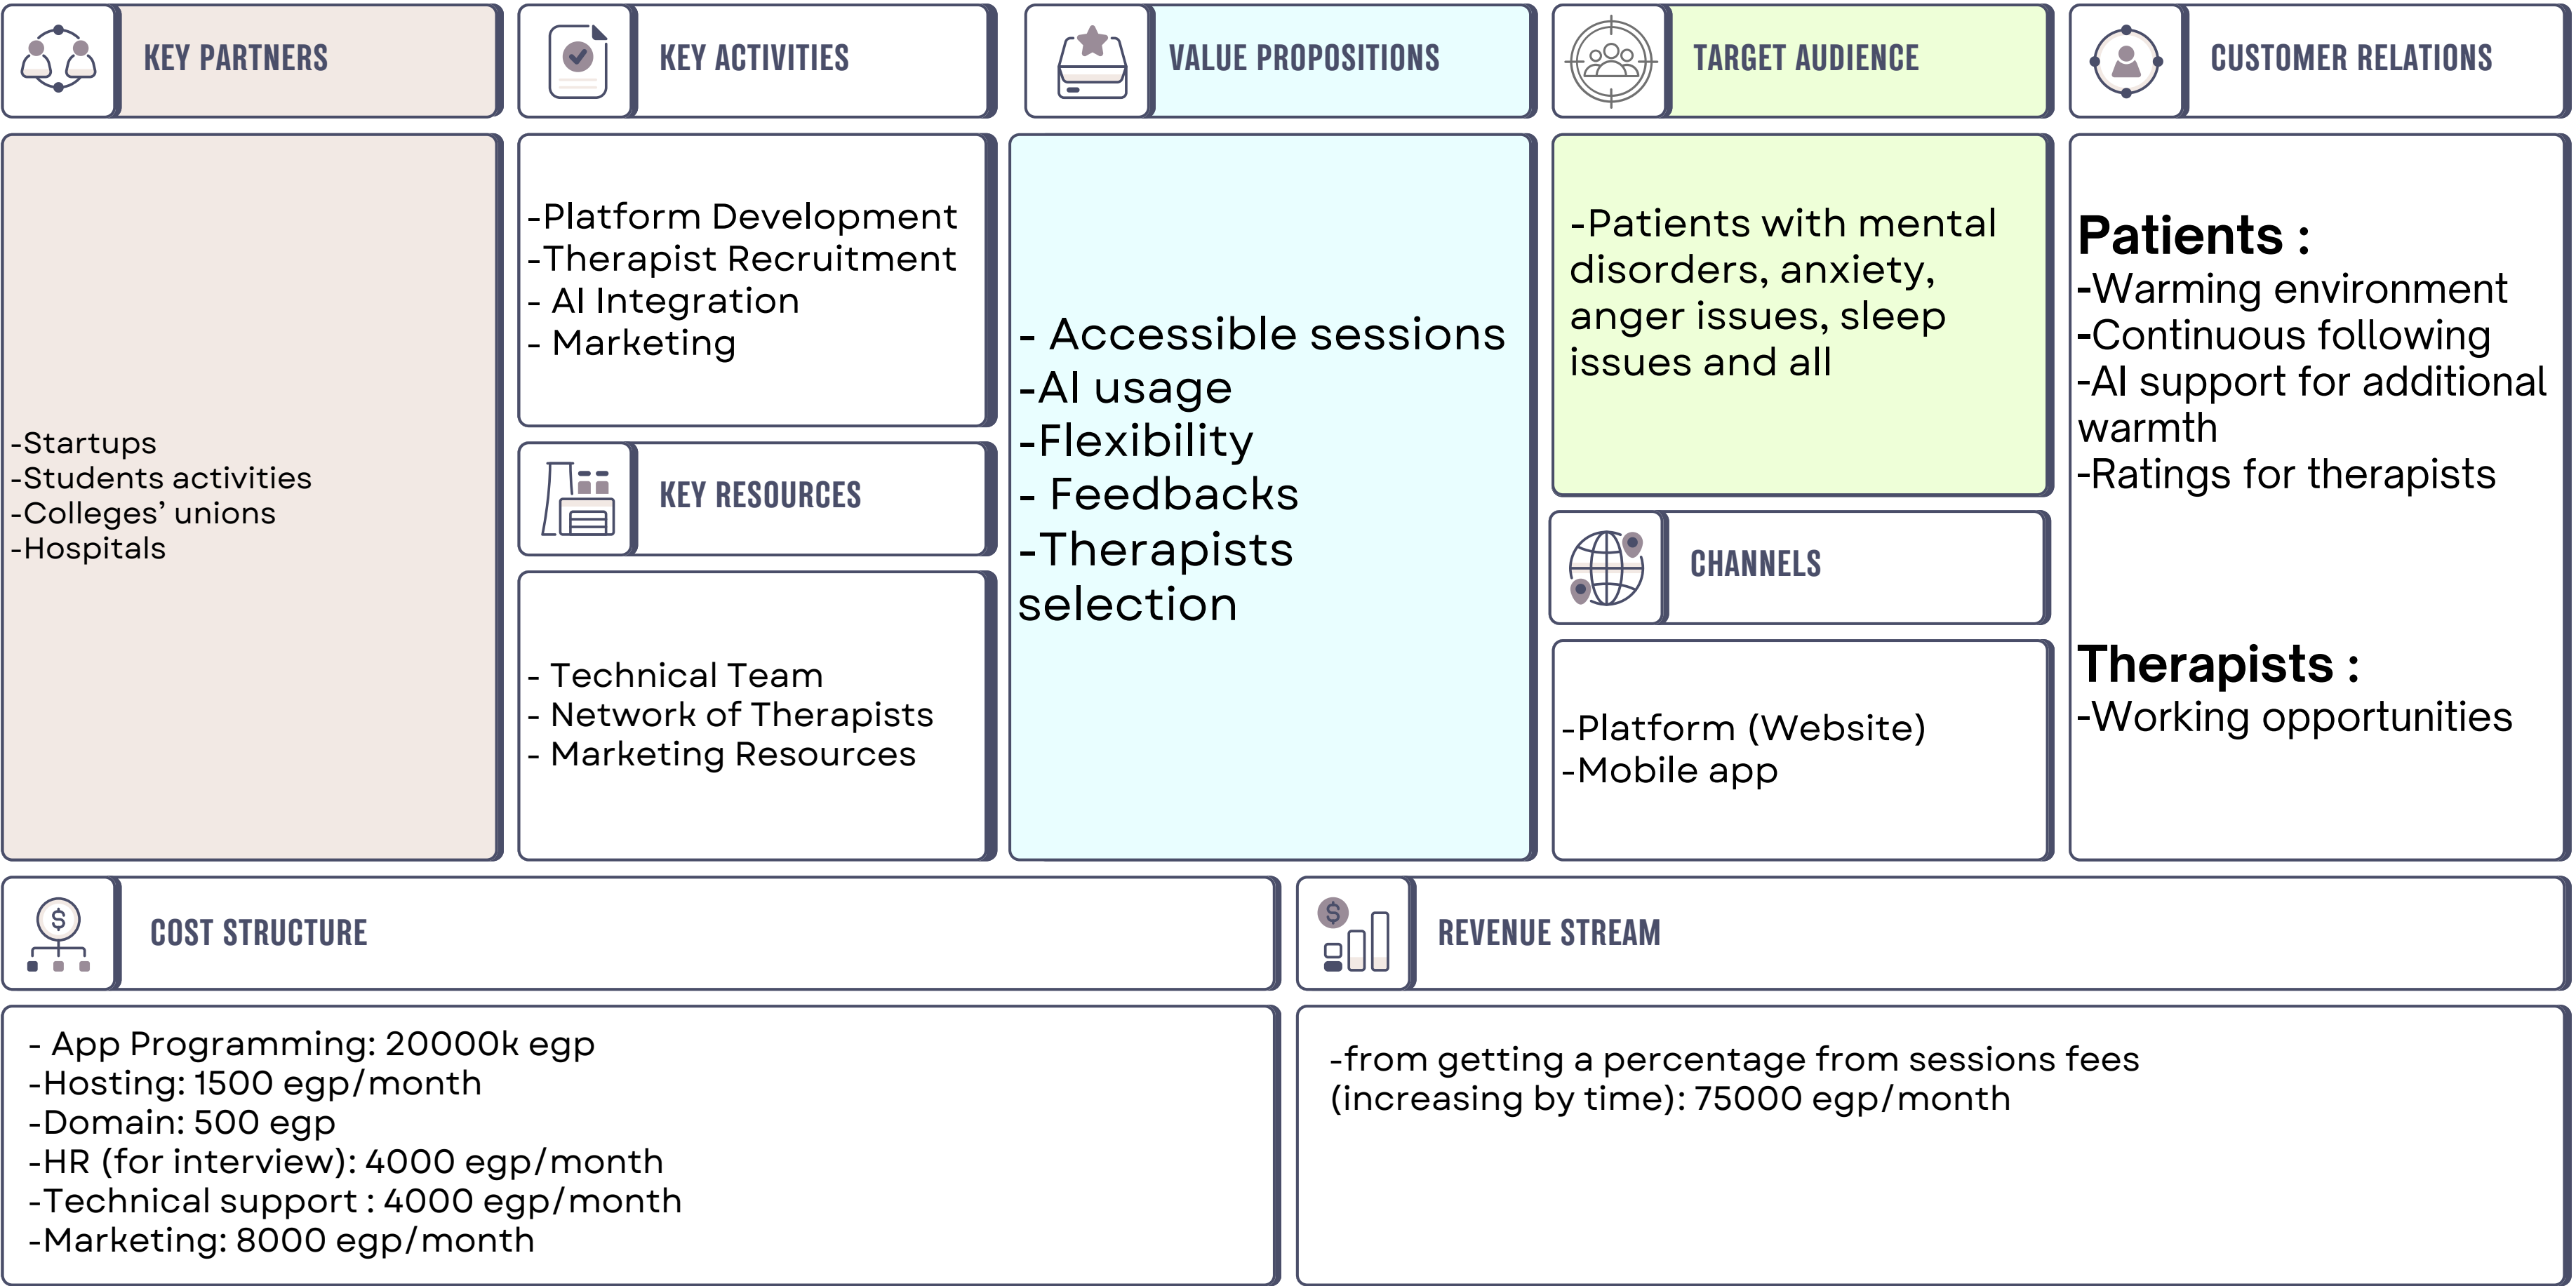 KEY PARTNERS
-Startups
-Students activities
-Colleges’ unions
-Hospitals
KEY ACTIVITIES
-Platform Development
-Therapist Recruitment
- AI Integration
- Marketing
KEY RESOURCES
- Technical Team
- Network of Therapists
- Marketing Resources
VALUE PROPOSITIONS
- Accessible sessions
-AI usage
-Flexibility
- Feedbacks
-Therapists
selection
TARGET AUDIENCE
-Patients with mental
disorders, anxiety,
anger issues, sleep
issues and all
CHANNELS
-Platform (Website)
-Mobile app
CUSTOMER RELATIONS
Patients :
-Warming environment
-Continuous following
-AI support for additional
warmth
-Ratings for therapists
Therapists :
-Working opportunities
COST STRUCTURE
- App Programming: 20000k egp
-Hosting: 1500 egp/month
-Domain: 500 egp
-HR (for interview): 4000 egp/month
-Technical support : 4000 egp/month
-Marketing: 8000 egp/month
REVENUE STREAM
-from getting a percentage from sessions fees
(increasing by time): 75000 egp/month